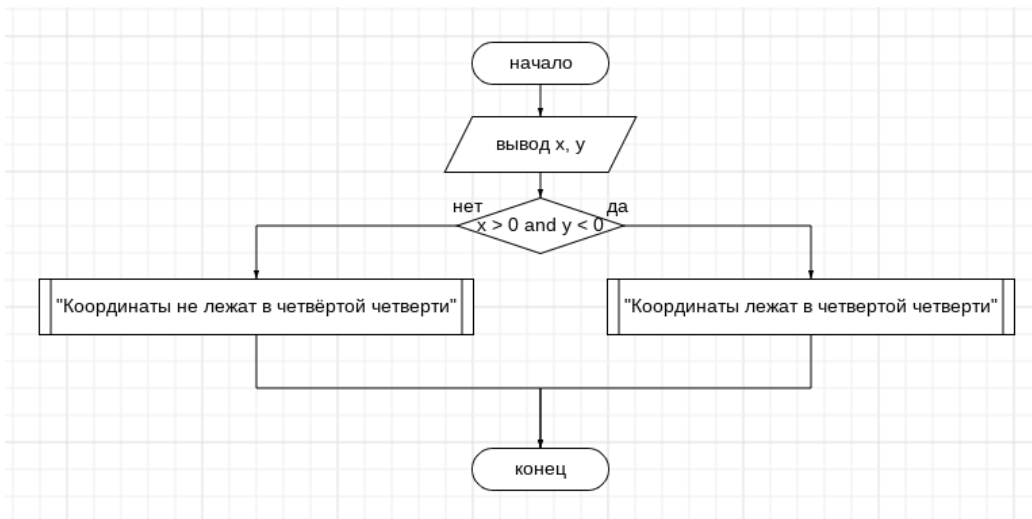 начало
вывод x, y
нет
да
x > 0 and y < 0
"Координаты не лежат в четвёртой четверти"
"Координаты лежат в четвертой четверти"
конец